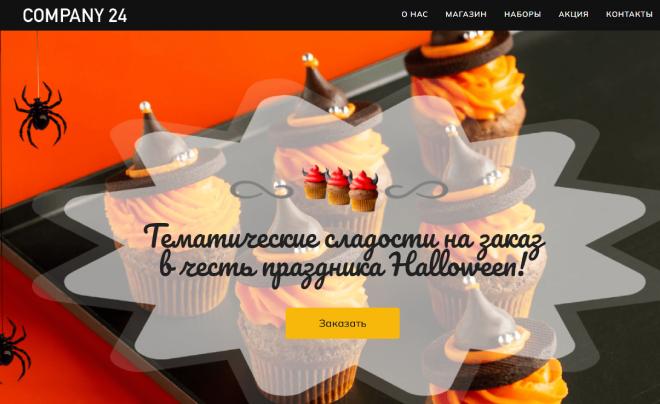 COMPANY 24
О НАС
МАГАЗИН
НАБОРЫ
АКЦИЯ
КОНТАКТЫ
Тематические сладости на заказ
в честь праздника Halloween!
Заказать